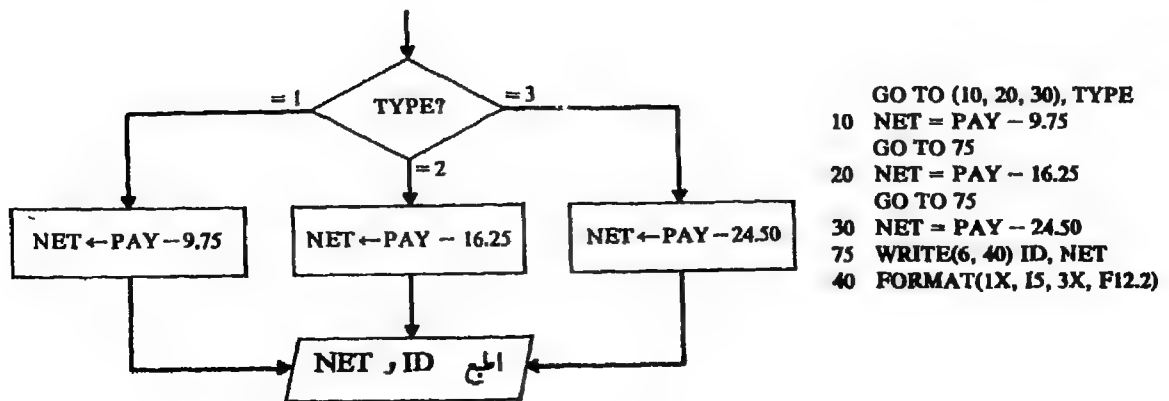 TYPE?
= 1
= 3
= 2
NET ← PAY − 9.75
NET ← PAY − 16.25
NET ← PAY − 24.50
اطبع ID و NET
GO TO (10, 20, 30), TYPE
10 NET = PAY − 9.75
GO TO 75
20 NET = PAY − 16.25
GO TO 75
30 NET = PAY − 24.50
75 WRITE(6, 40) ID, NET
40 FORMAT(1X, I5, 3X, F12.2)